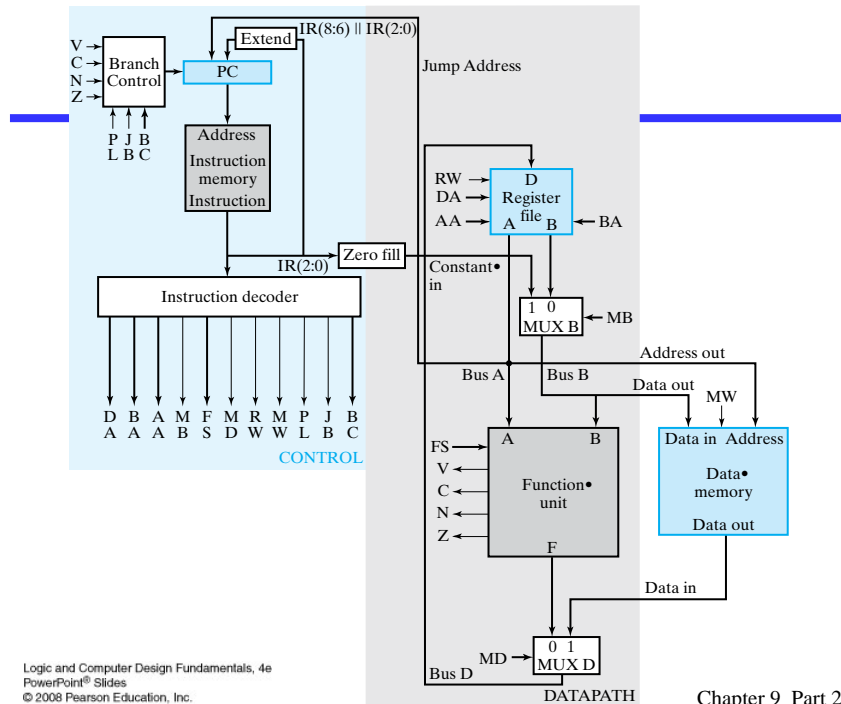 IR(8:6) || IR(2:0)
Extend
V
C
N
Z
Branch
Control
PC
Jump Address
P
L
J
B
B
C
Address
Instruction
memory
Instruction
RW
DA
AA
D
Register
file
A B
BA
IR(2:0)
Zero fill
Constant•
in
Instruction decoder
1 0
MUX B
MB
Address out
Bus A
Bus B
Data out
MW
D
A
B
A
A
A
M
B
F
S
M
D
R
W
M
W
P
L
J
B
B
C
CONTROL
FS
V
C
N
Z
A B
Function•
unit
F
Data in Address
Data•
memory
Data out
Data in
MD
0 1
MUX D
Bus D
DATAPATH
Logic and Computer Design Fundamentals, 4e
PowerPoint® Slides
© 2008 Pearson Education, Inc.
Chapter 9 Part 2